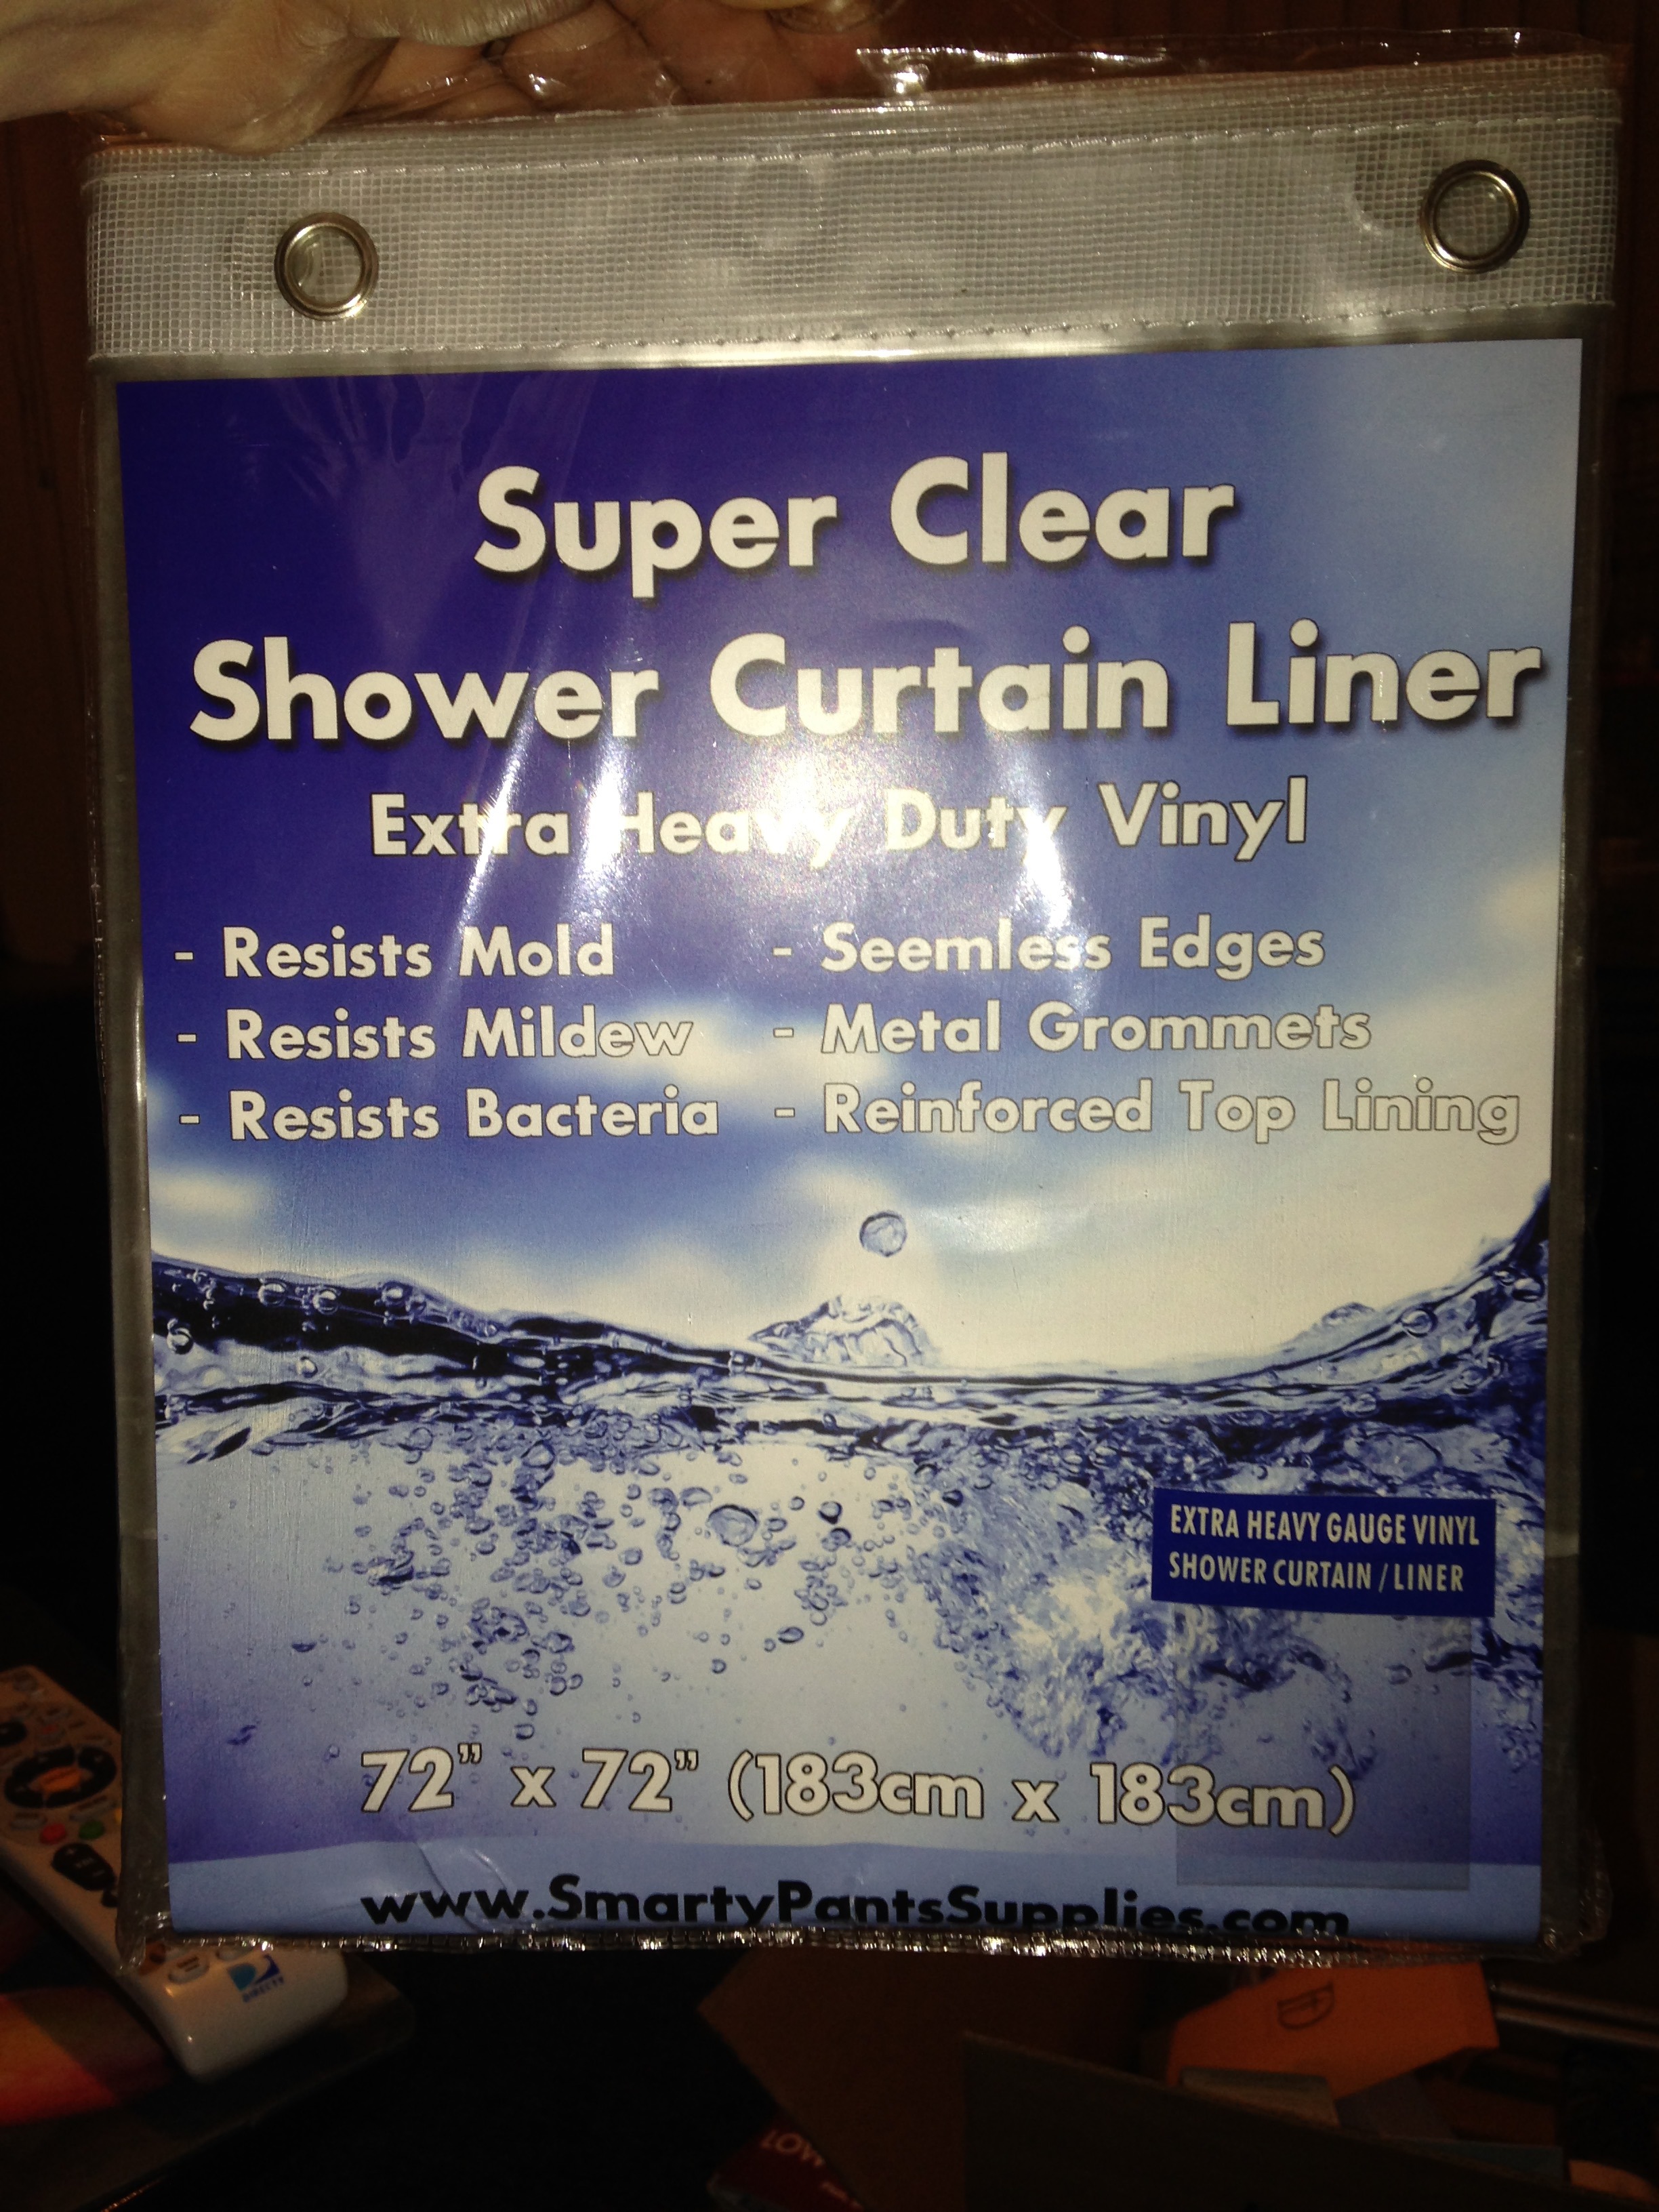 Super Clear
Shower Curtain Liner
Extra Heavy Duty Vinyl
- Resists Mold
- Resists Mildew
- Resists Bacteria
- Seemless Edges
- Metal Grommets
- Reinforced Top Lining
EXTRA HEAVY GAUGE VINYL
SHOWER CURTAIN / LINER
72" x 72" (183cm x 183cm)
www.SmartyPantsSupplies.com
DIRECTV